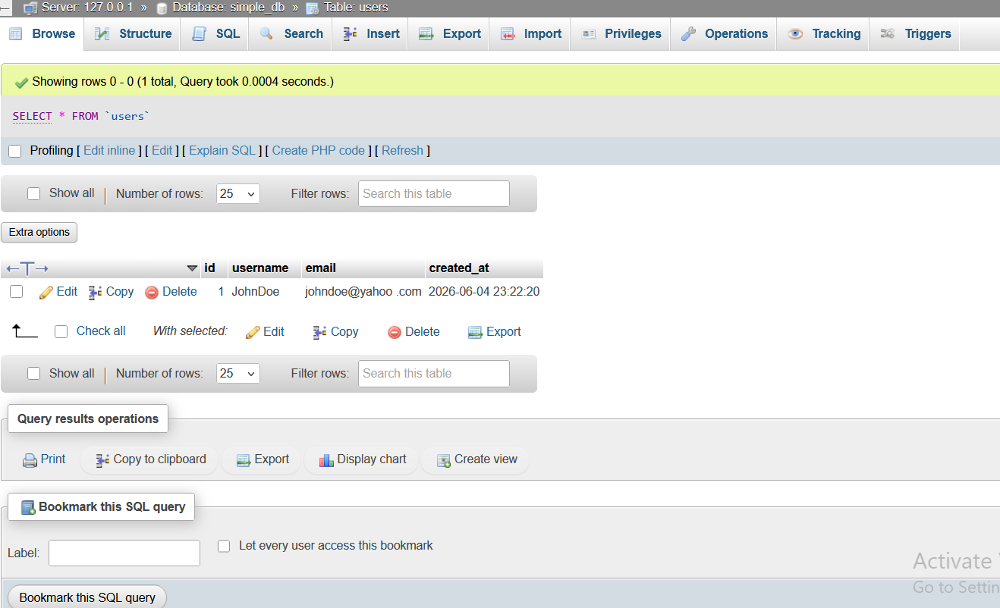 Server: 127.0.0.1 » Database: simple_db » Table: users
Browse Structure SQL Search Insert Export Import Privileges Operations Tracking Triggers
Showing rows 0 - 0 (1 total, Query took 0.0004 seconds.)
SELECT * FROM `users`
Profiling [ Edit inline ] [ Edit ] [ Explain SQL ] [ Create PHP code ] [ Refresh ]
Show all | Number of rows: 25 Filter rows: Search this table
Extra options
id username email created_at
Edit Copy Delete 1 JohnDoe johndoe@yahoo .com 2026-06-04 23:22:20
Check all With selected: Edit Copy Delete Export
Show all | Number of rows: 25 Filter rows: Search this table
Query results operations
Print Copy to clipboard Export Display chart Create view
Bookmark this SQL query
Label: Let every user access this bookmark
Activate
Go to Settin
Bookmark this SQL query